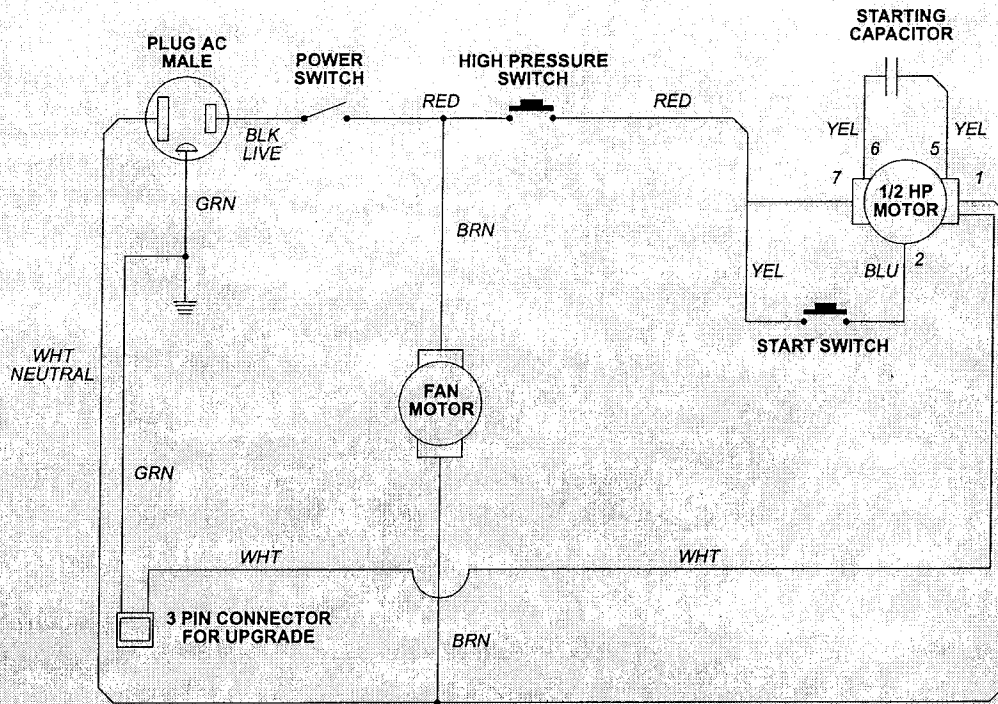 STARTING
CAPACITOR
PLUG AC
MALE
POWER
SWITCH
HIGH PRESSURE
SWITCH
RED
RED
BLK
LIVE
YEL
YEL
6
5
7
1
1/2 HP
MOTOR
GRN
BRN
2
YEL
BLU
START SWITCH
WHT
NEUTRAL
FAN
MOTOR
GRN
WHT
WHT
3 PIN CONNECTOR
FOR UPGRADE
BRN